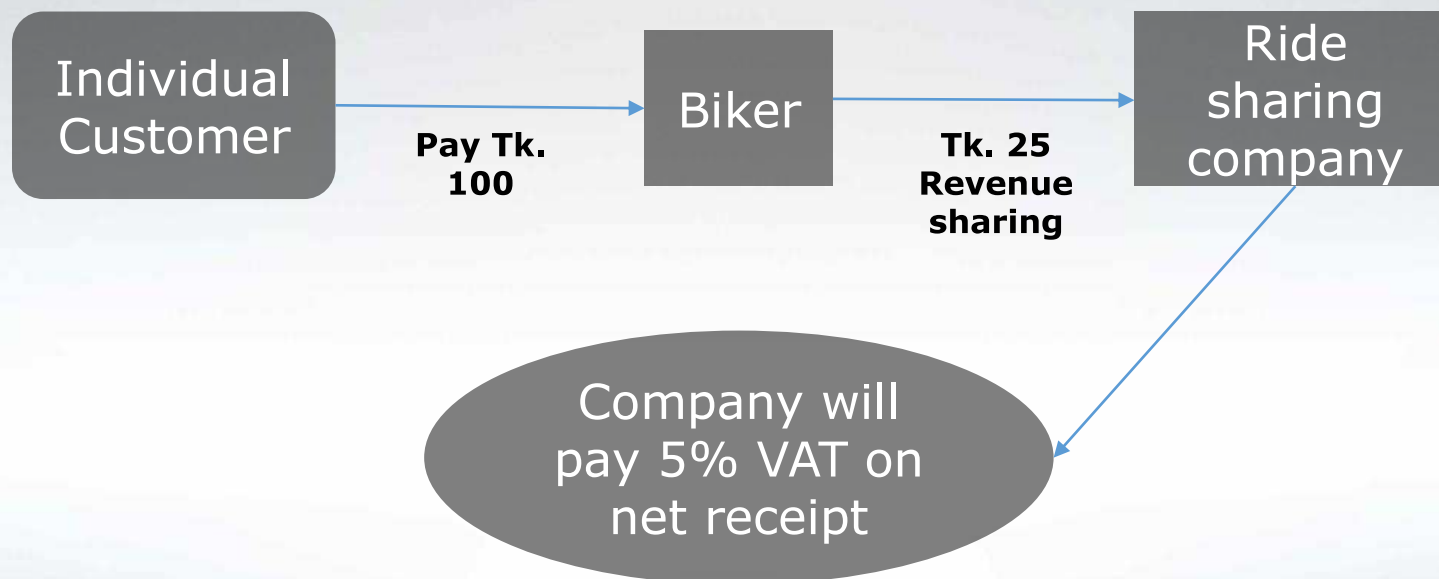 Individual
Customer
Pay Tk.
100
Biker
Tk. 25
Revenue
sharing
Ride
sharing
company
Company will
pay 5% VAT on
net receipt